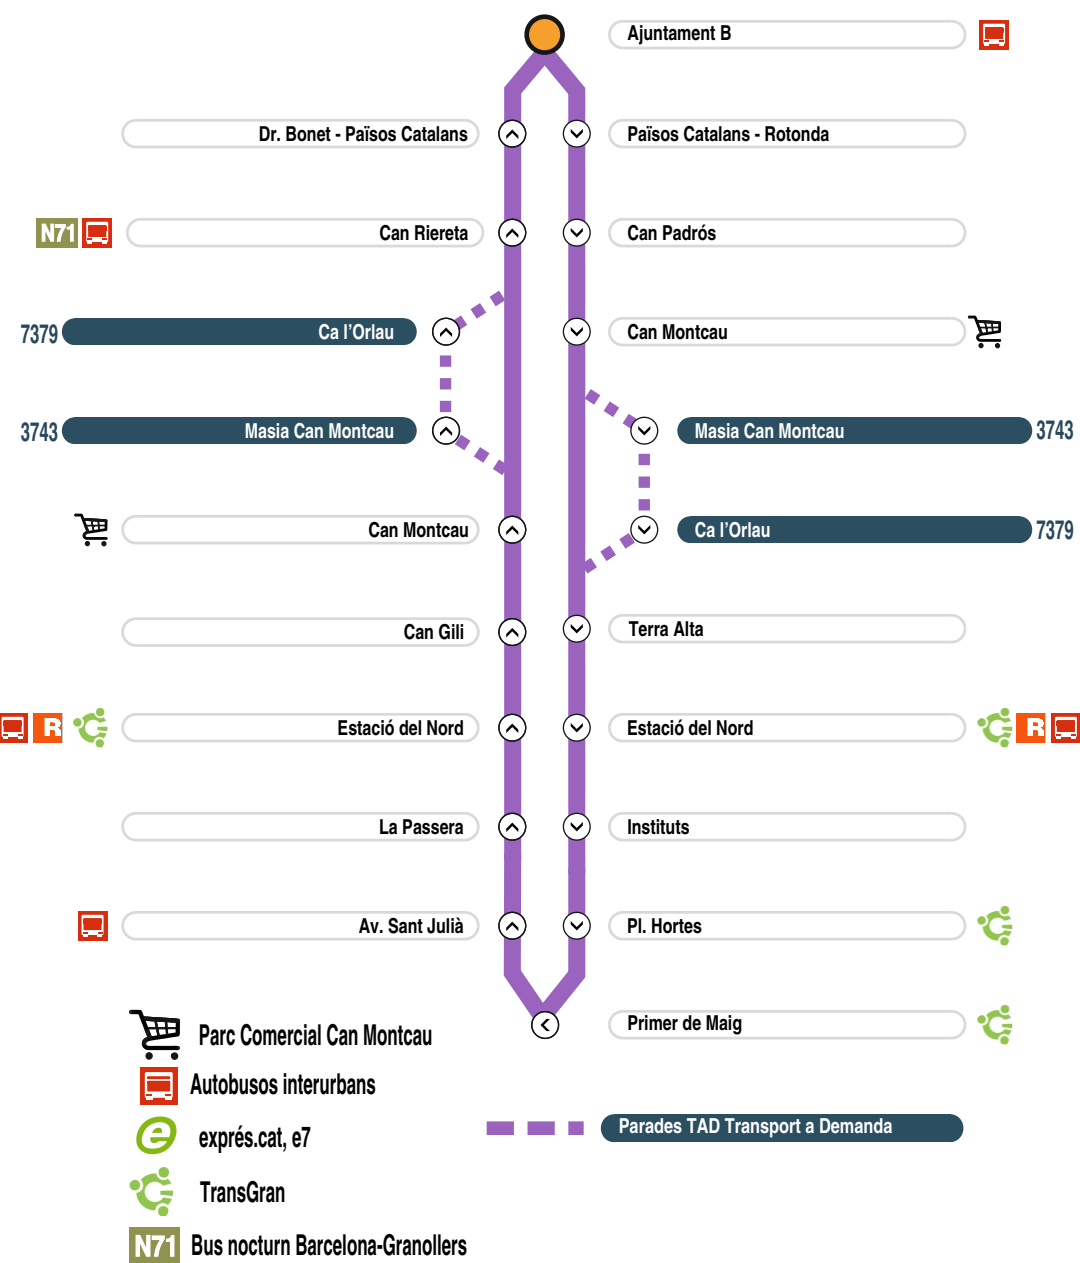 Ajuntament B
Dr. Bonet - Països Catalans
Països Catalans - Rotonda
N71
Can Riereta
Can Padrós
7379
Ca l'Orlau
Can Montcau
3743
Masia Can Montcau
Masia Can Montcau
3743
Can Montcau
Ca l'Orlau
7379
Can Gili
Terra Alta
R
Estació del Nord
Estació del Nord
R
La Passera
Instituts
Av. Sant Julià
Pl. Hortes
Primer de Maig
Parc Comercial Can Montcau
Autobusos interurbans
e
exprés.cat, e7
Parades TAD Transport a Demanda
TransGran
N71
Bus nocturn Barcelona-Granollers